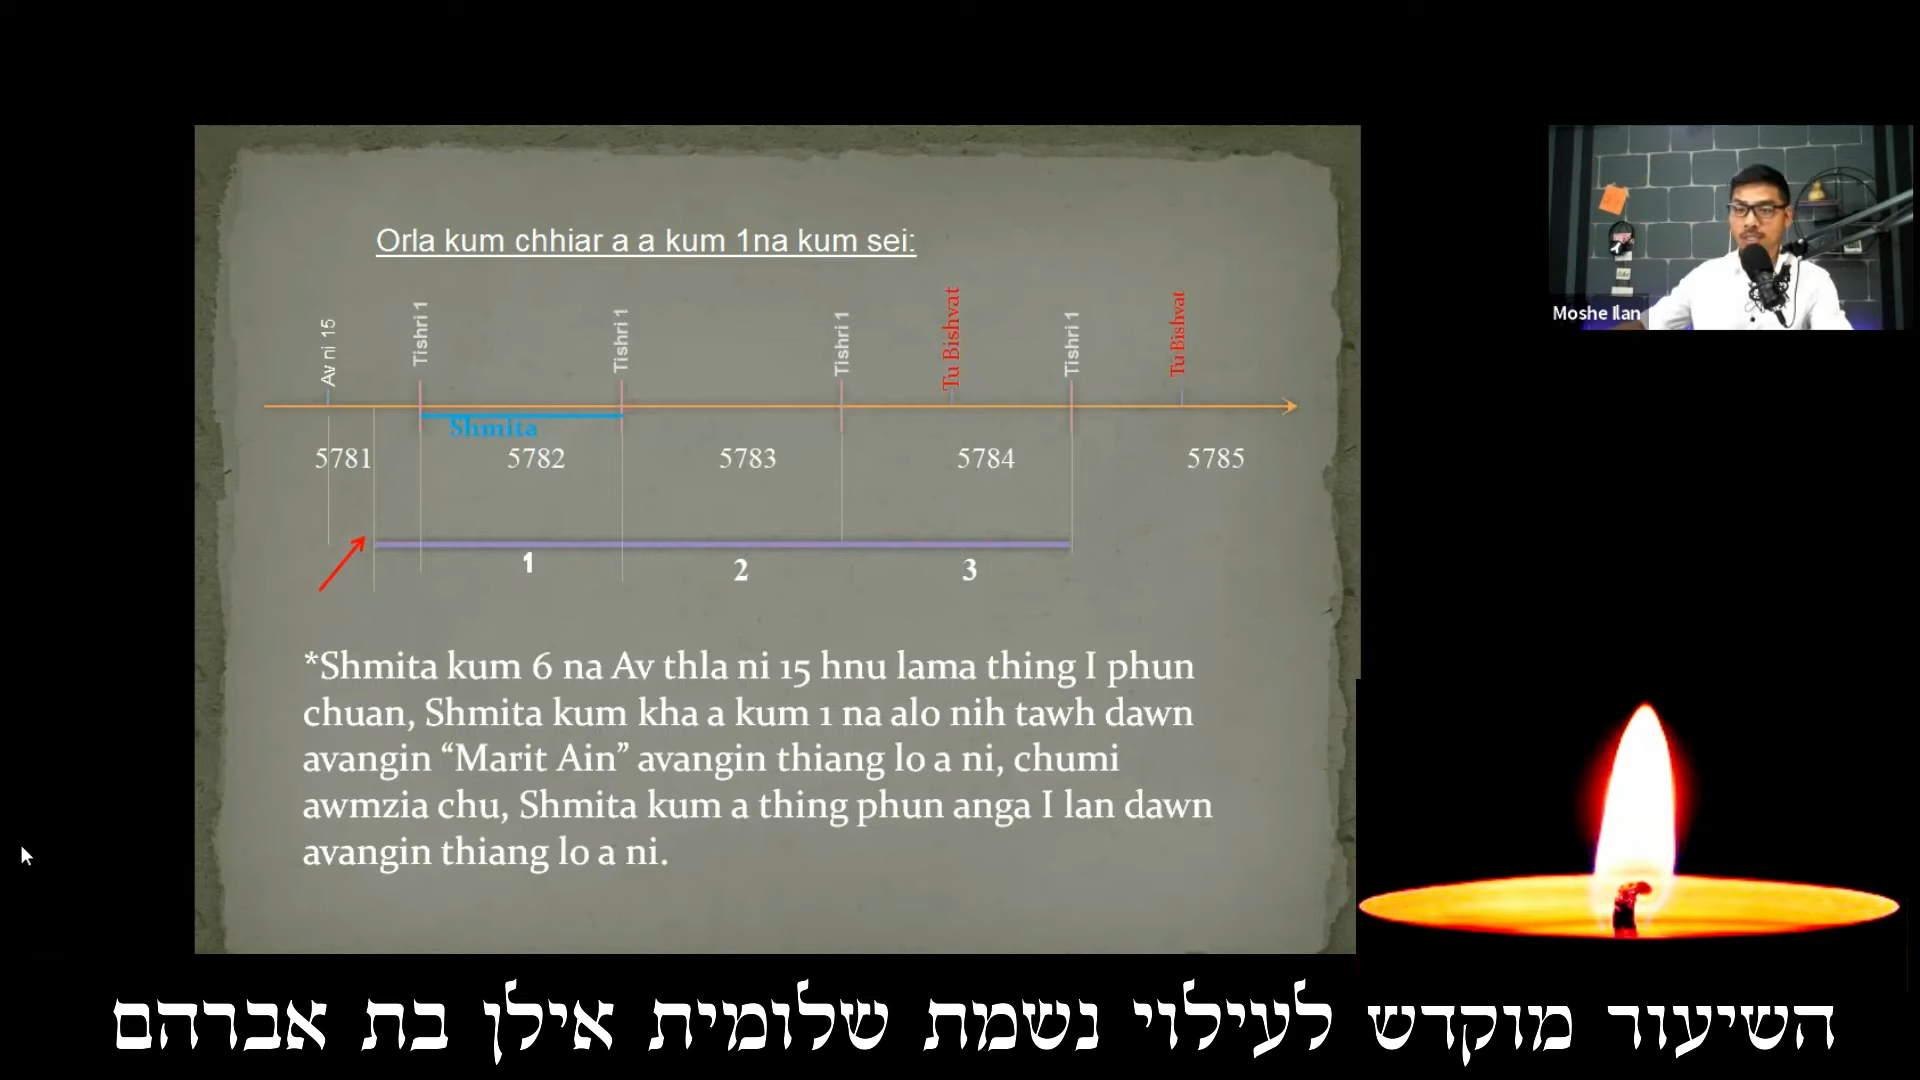 Orla kum chhiar a a kum 1na kum sei:
Av ni 15
Tishri 1
Tishri 1
Tishri 1
Tu Bishvat
Tishri 1
Tu Bishvat
Shmita
5781
5782
5783
5784
5785
1
2
3
*Shmita kum 6 na Av thla ni 15 hnu lama thing I phun
chuan, Shmita kum kha a kum 1 na alo nih tawh dawn
avangin “Marit Ain” avangin thiang lo a ni, chumi
awmzia chu, Shmita kum a thing phun anga I lan dawn
avangin thiang lo a ni.
Moshe Ilan
השיעור מוקדש לעילוי נשמת שלומית אילן בת אברהם